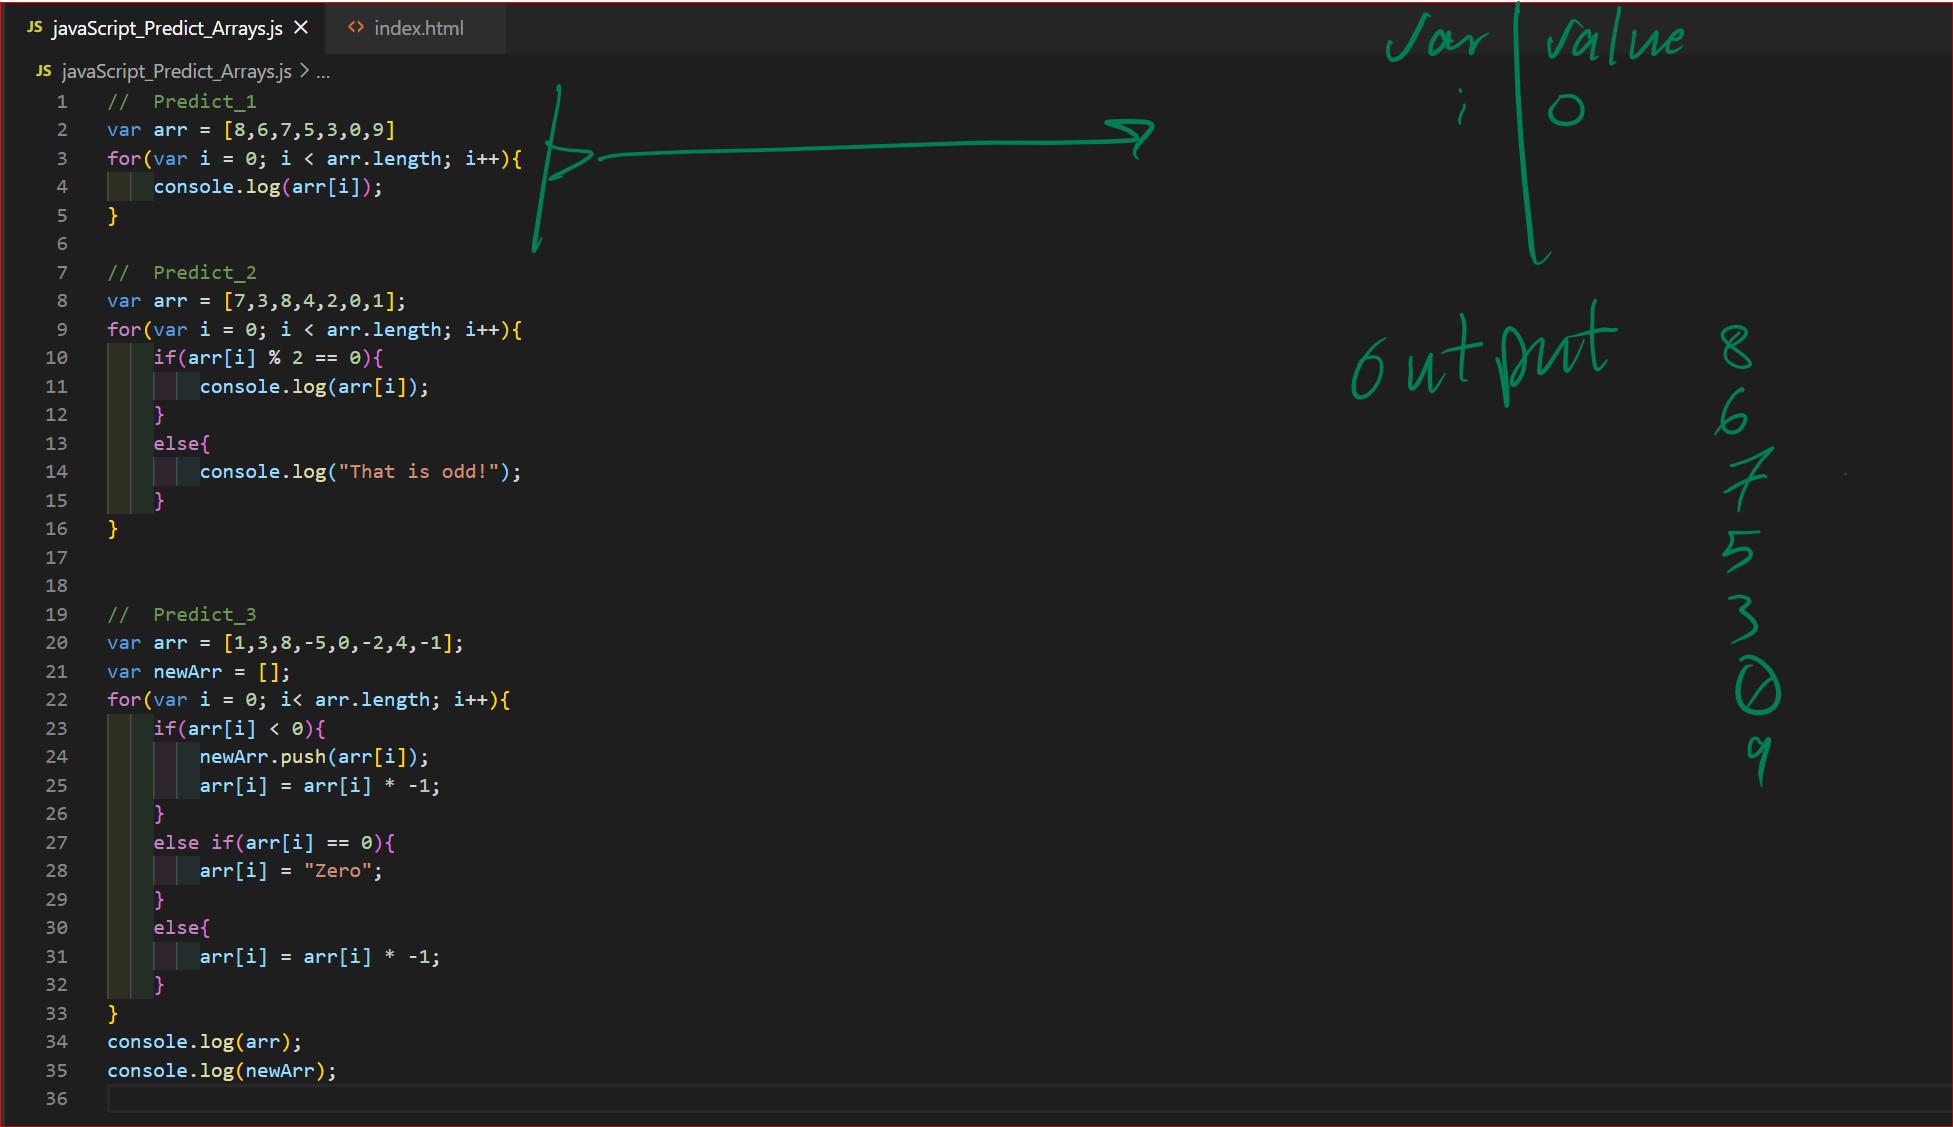 JS javaScript_Predict_Arrays.js × <> index.html
JS javaScript_Predict_Arrays.js > ...
1 // Predict_1
2 var arr = [8,6,7,5,3,0,9]
3 for(var i = 0; i < arr.length; i++){
4 console.log(arr[i]);
5 }
6
7 // Predict_2
8 var arr = [7,3,8,4,2,0,1];
9 for(var i = 0; i < arr.length; i++){
10 if(arr[i] % 2 == 0){
11 console.log(arr[i]);
12 }
13 else{
14 console.log("That is odd!");
15 }
16 }
17
18
19 // Predict_3
20 var arr = [1,3,8,-5,0,-2,4,-1];
21 var newArr = [];
22 for(var i = 0; i< arr.length; i++){
23 if(arr[i] < 0){
24 newArr.push(arr[i]);
25 arr[i] = arr[i] * -1;
26 }
27 else if(arr[i] == 0){
28 arr[i] = "Zero";
29 }
30 else{
31 arr[i] = arr[i] * -1;
32 }
33 }
34 console.log(arr);
35 console.log(newArr);
36
var value
i 0
output 8
6
7
5
3
0
9